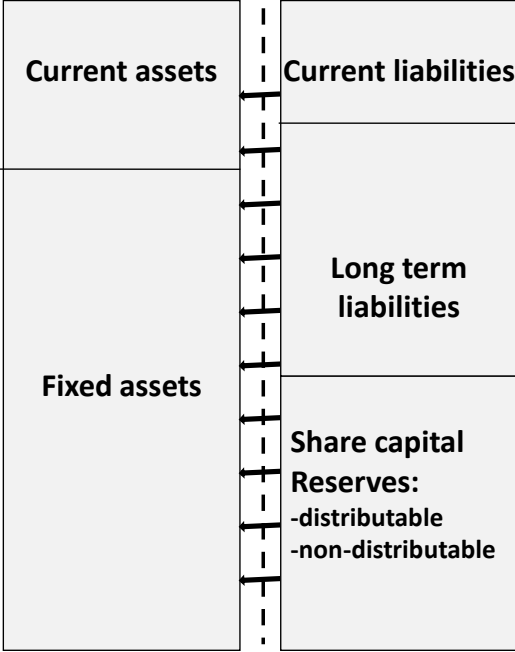 Current assets
Fixed assets
Current liabilities
Long term
liabilities
Share capital
Reserves:
-distributable
-non-distributable